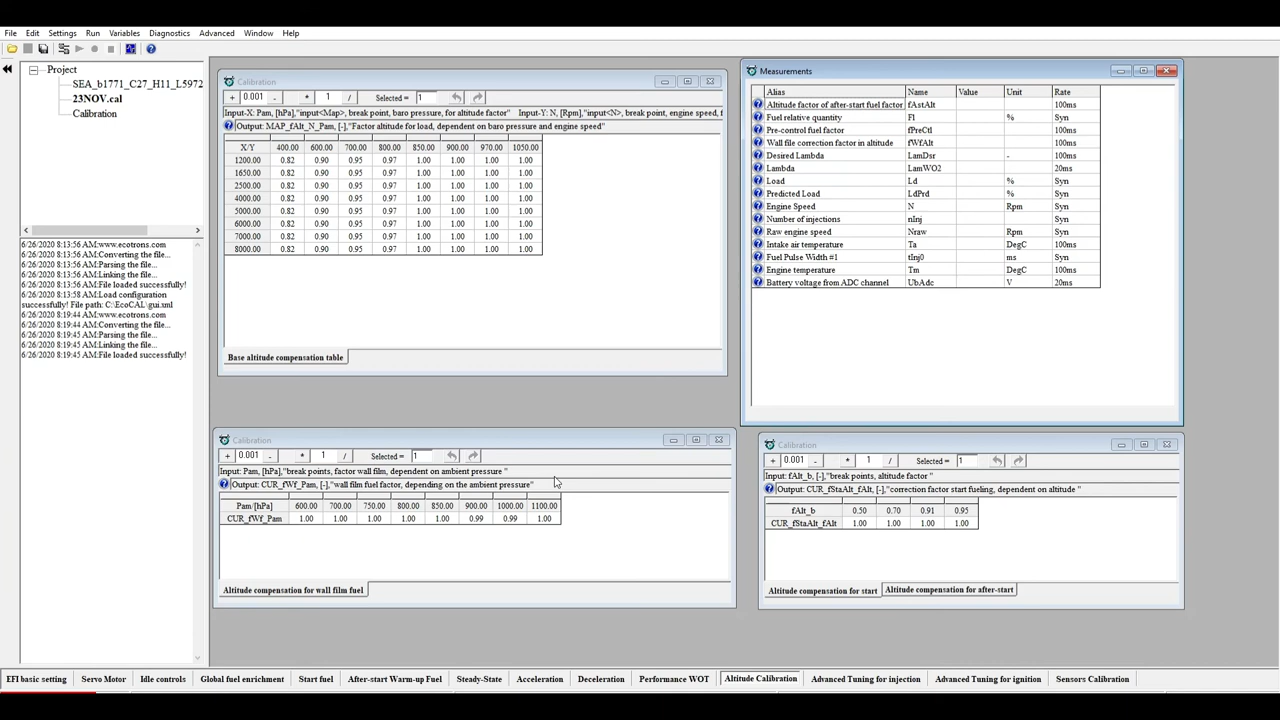 File Edit Settings Run Variables Diagnostics Advanced Window Help
Project
SEA_b1771_C27_H11_L5972
23NOV.cal
Calibration
6/26/2020 8:13:56 AM:www.ecotrons.com
6/26/2020 8:13:56 AM:Converting the file...
6/26/2020 8:13:56 AM:Parsing the file...
6/26/2020 8:13:56 AM:Linking the file...
6/26/2020 8:13:56 AM:File loaded successfully!
6/26/2020 8:13:58 AM:Load configuration
successfully! File path: C:\EcoCAL\gui.xml
6/26/2020 8:19:44 AM:www.ecotrons.com
6/26/2020 8:19:44 AM:Converting the file...
6/26/2020 8:19:45 AM:Parsing the file...
6/26/2020 8:19:45 AM:Linking the file...
6/26/2020 8:19:45 AM:File loaded successfully!
Calibration
+ 0.001 - * 1 / Selected = 1
Input-X: Pam, [hPa],"input<Map>, break point, baro pressure, for altitude factor" Input-Y: N, [Rpm],"input<N>, break point, engine speed, f
Output: MAP_fAlt_N_Pam, [-],"Factor altitude for load, dependent on baro pressure and engine speed"
X/Y 400.00 600.00 700.00 800.00 850.00 900.00 970.00 1050.00
1200.00 0.82 0.90 0.95 0.97 1.00 1.00 1.00 1.00
1650.00 0.82 0.90 0.95 0.97 1.00 1.00 1.00 1.00
2500.00 0.82 0.90 0.95 0.97 1.00 1.00 1.00 1.00
4000.00 0.82 0.90 0.95 0.97 1.00 1.00 1.00 1.00
5000.00 0.82 0.90 0.95 0.97 1.00 1.00 1.00 1.00
6000.00 0.82 0.90 0.95 0.97 1.00 1.00 1.00 1.00
7000.00 0.82 0.90 0.95 0.97 1.00 1.00 1.00 1.00
8000.00 0.82 0.90 0.95 0.97 1.00 1.00 1.00 1.00
Base altitude compensation table
Measurements
Alias Name Value Unit Rate
Altitude factor of after-start fuel factor fAstAlt 100ms
Fuel relative quantity Fl % Syn
Pre-control fuel factor fPreCtl 100ms
Wall file correction factor in altitude fWfAlt 100ms
Desired Lambda LamDsr - 100ms
Lambda LamWO2 20ms
Load Ld % Syn
Predicted Load LdPrd % Syn
Engine Speed N Rpm Syn
Number of injections nInj Syn
Raw engine speed Nraw Rpm Syn
Intake air temperature Ta DegC 100ms
Fuel Pulse Width #1 tInj0 ms Syn
Engine temperature Tm DegC 100ms
Battery voltage from ADC channel UbAdc V 20ms
Calibration
+ 0.001 - * 1 / Selected = 1
Input: Pam, [hPa],"break points, factor wall film, dependent on ambient pressure "
Output: CUR_fWf_Pam, [-],"wall film fuel factor, depending on the ambient pressure"
Pam/[hPa] 600.00 700.00 750.00 800.00 850.00 900.00 1000.00 1100.00
CUR_fWf_Pam 1.00 1.00 1.00 1.00 1.00 0.99 0.99 1.00
Altitude compensation for wall film fuel
Calibration
+ 0.001 - * 1 / Selected = 1
Input: fAlt_b, [-],"break points, altitude factor "
Output: CUR_fStaAlt_fAlt, [-],"correction factor start fueling, dependent on altitude "
fAlt_b 0.50 0.70 0.91 0.95
CUR_fStaAlt_fAlt 1.00 1.00 1.00 1.00
Altitude compensation for start Altitude compensation for after-start
EFI basic setting Servo Motor Idle controls Global fuel enrichment Start fuel After-start Warm-up Fuel Steady-State Acceleration Deceleration Performance WOT Altitude Calibration Advanced Tuning for injection Advanced Tuning for ignition Sensors Calibration